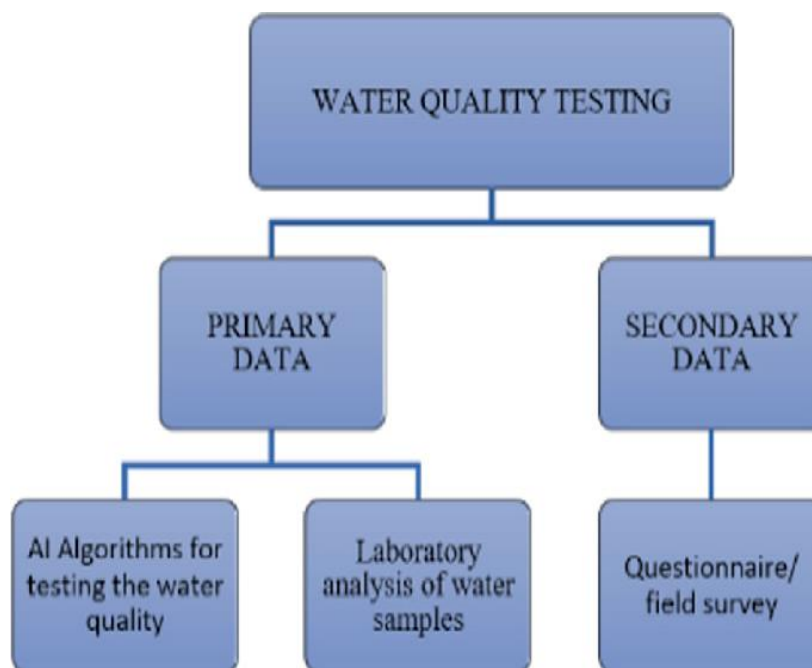 WATER QUALITY TESTING
PRIMARY
DATA
SECONDARY
DATA
AI Algorithms for
testing the water
quality
Laboratory
analysis of water
samples
Questionnaire/
field survey